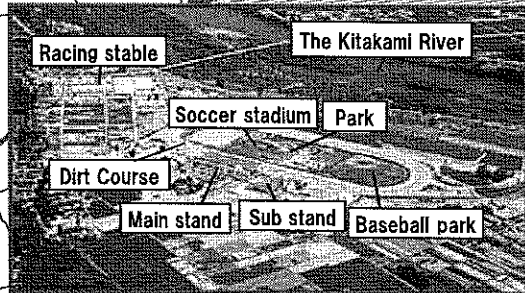 The Kitakami River
Racing stable
Soccer stadium
Park
Dirt Course
Main stand
Sub stand
Baseball park